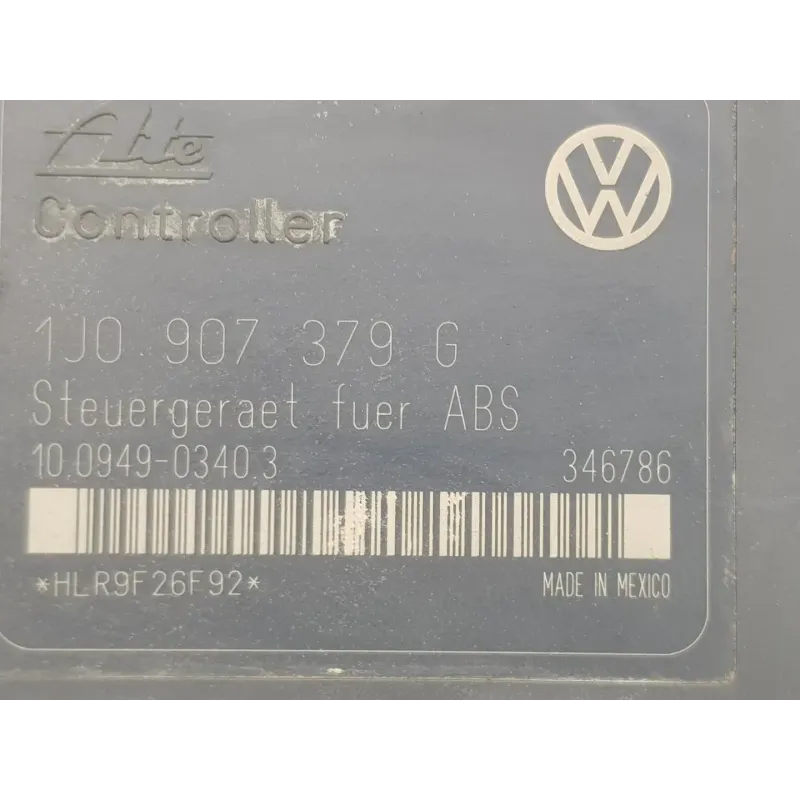 Ate
Controller
1J0 907 379 G
Steuergeraet fuer ABS
10.0949-0340.3 346786
*HLR9F26F92*
MADE IN MEXICO